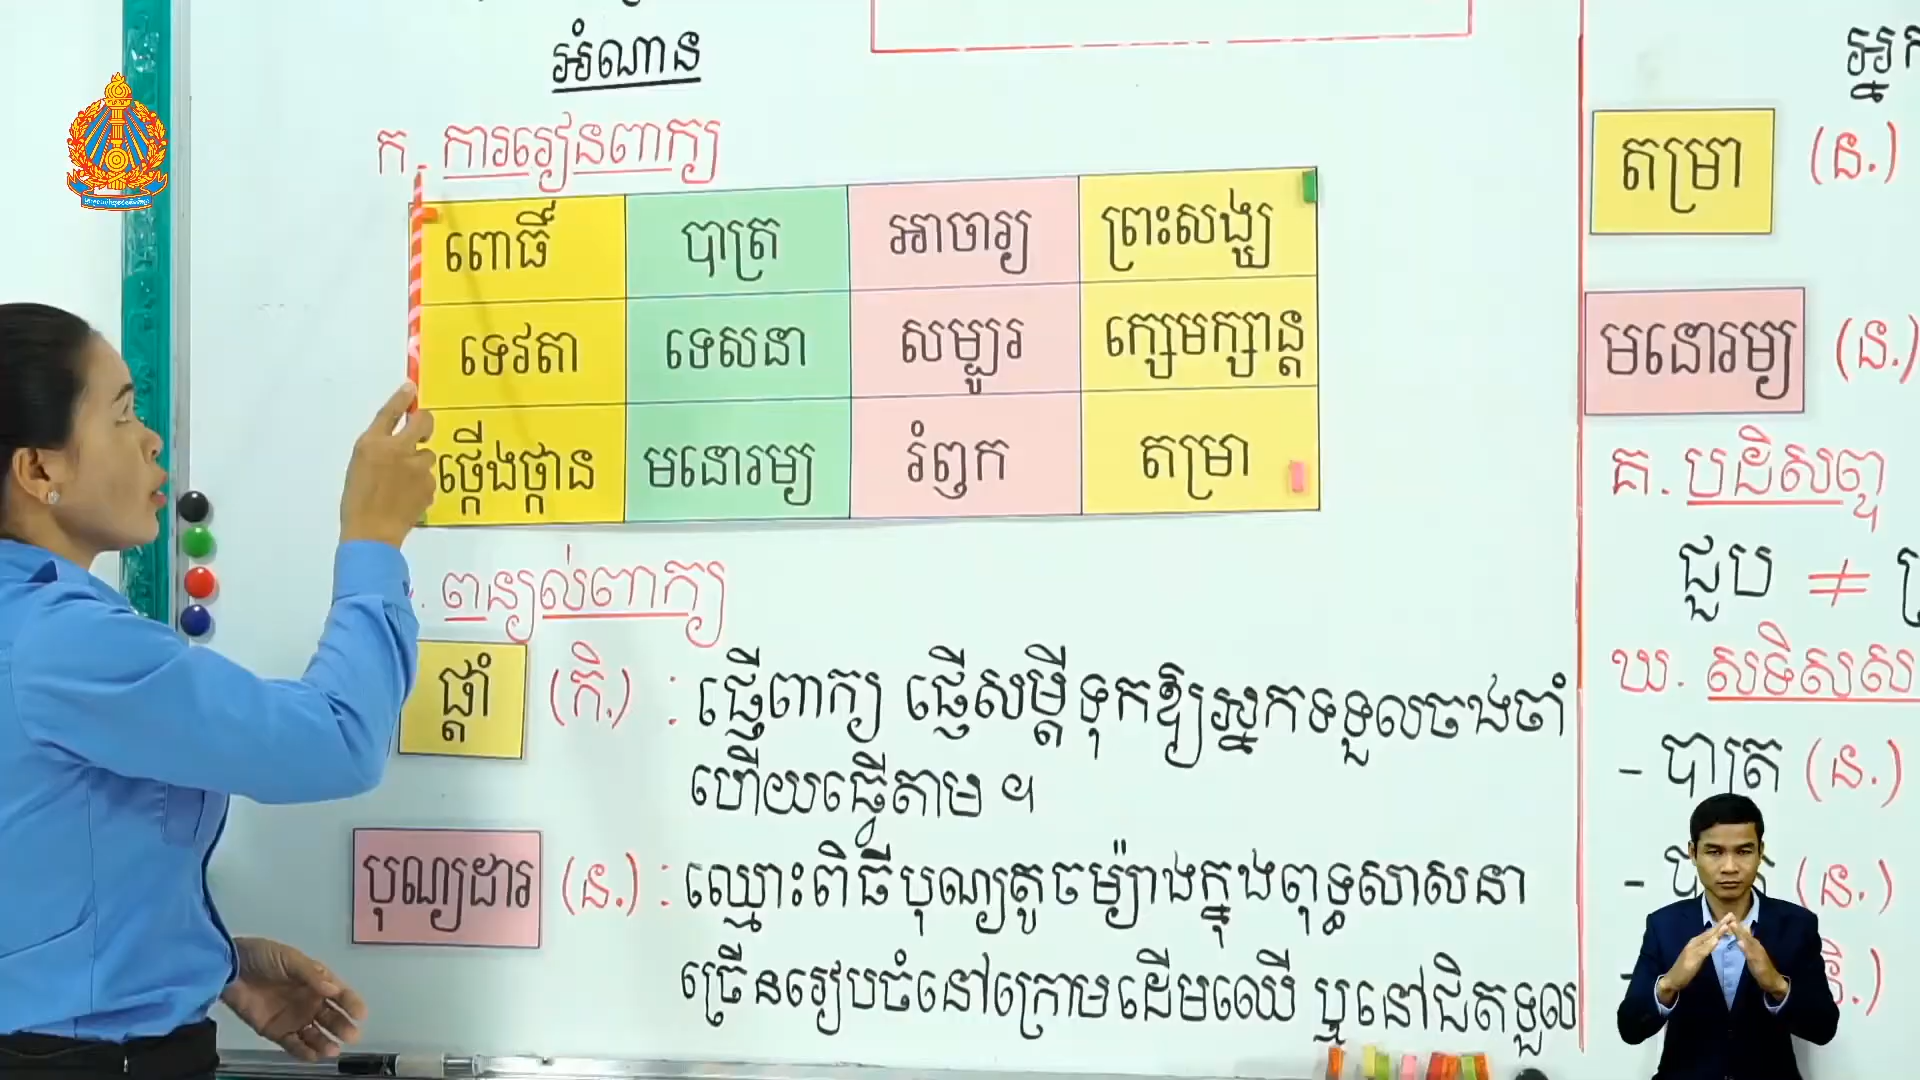 អំណាន
ក. ការរៀនពាក្យ
ពោធិ៍ បាត្រ អាចារ្យ ព្រះសង្ឃ
ទេវតា ទេសនា សម្បូរ ក្សេមក្សាន្ត
ថ្កើងថ្កាន មនោរម្យ រំឭក តម្រា
ពន្យល់ពាក្យ
ផ្ដាំ (កិ.) : ផ្ញើពាក្យ ផ្ញើសម្ដីទុកឱ្យអ្នកទទួលចងចាំ
ហើយធ្វើតាម ។
បុណ្យដារ (ន.) : ឈ្មោះពិធីបុណ្យតូចម្យ៉ាងក្នុងពុទ្ធសាសនា
ច្រើនរៀបចំនៅក្រោមដើមឈើ ឬនៅជិតទួល
តម្រា (ន.)
មនោរម្យ (ន.)
គ. បដិសព្ទ
ជួប ≠
ឃ. សទិសស
- បាត្រ (ន.)
- (ន.)